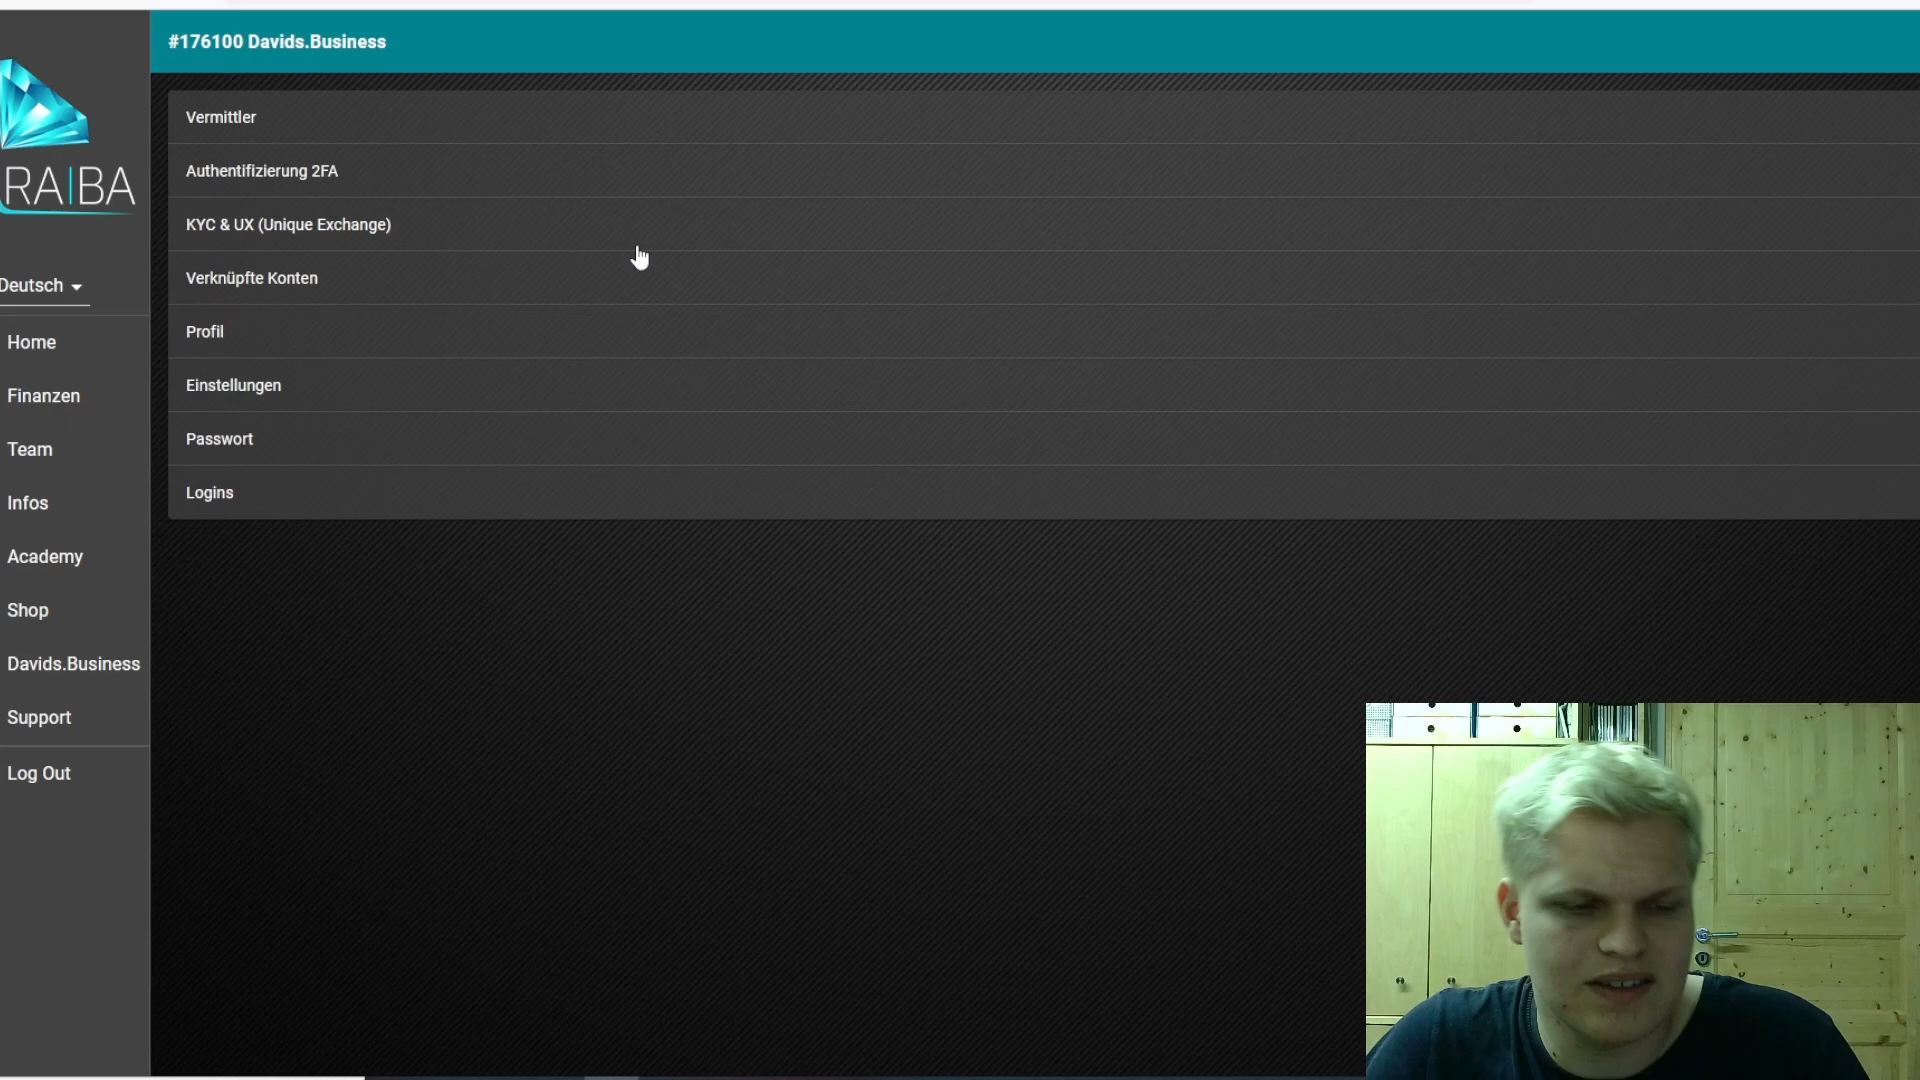 #176100 Davids.Business
RAIBA
Deutsch
Home
Finanzen
Team
Infos
Academy
Shop
Davids.Business
Support
Log Out
Vermittler
Authentifizierung 2FA
KYC & UX (Unique Exchange)
Verknüpfte Konten
Profil
Einstellungen
Passwort
Logins